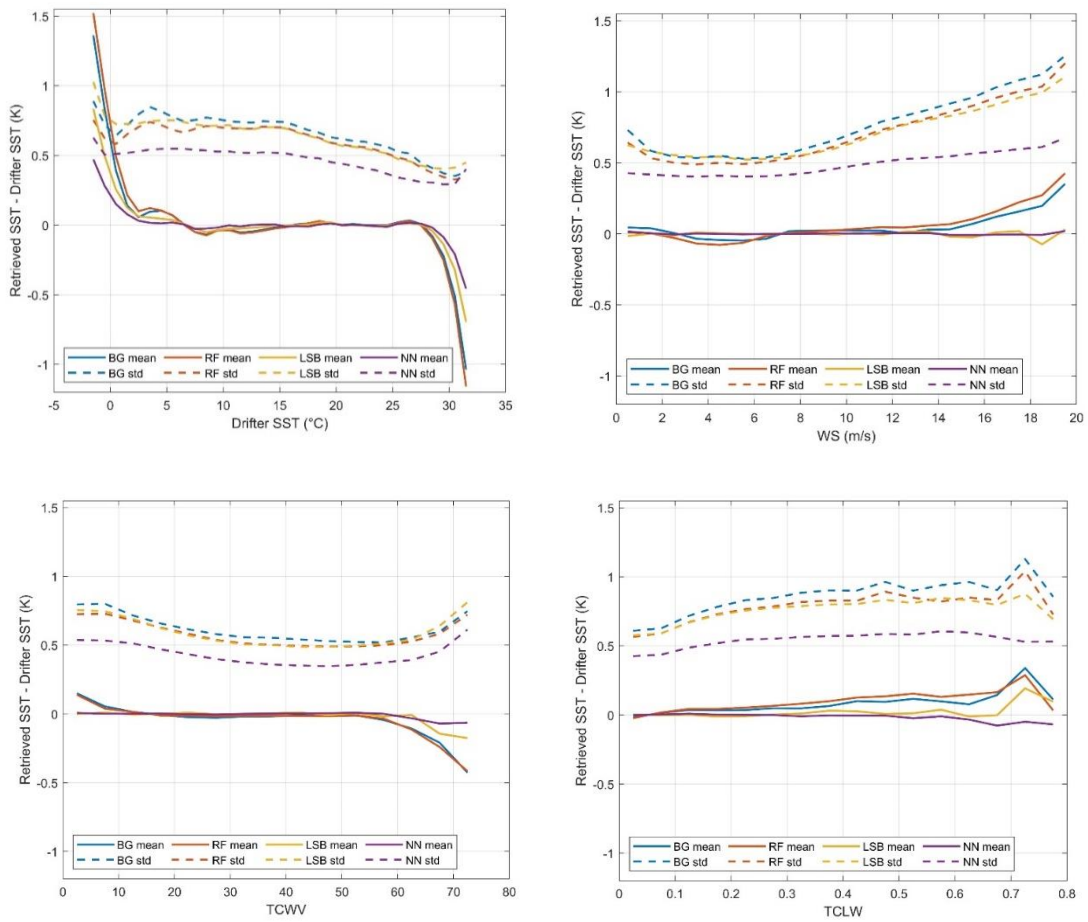 Retrieved SST - Drifter SST (K)
1.5
1
0.5
0
-0.5
-1
BG mean RF mean LSB mean NN mean
BG std RF std LSB std NN std
-5 0 5 10 15 20 25 30 35
Drifter SST (°C)
Retrieved SST - Drifter SST (K)
1.5
1
0.5
0
-0.5
-1
BG mean RF mean LSB mean NN mean
BG std RF std LSB std NN std
0 2 4 6 8 10 12 14 16 18 20
WS (m/s)
Retrieved SST - Drifter SST (K)
1.5
1
0.5
0
-0.5
-1
BG mean RF mean LSB mean NN mean
BG std RF std LSB std NN std
0 10 20 30 40 50 60 70 80
TCWV
Retrieved SST - Drifter SST (K)
1.5
1
0.5
0
-0.5
-1
BG mean RF mean LSB mean NN mean
BG std RF std LSB std NN std
0 0.1 0.2 0.3 0.4 0.5 0.6 0.7 0.8
TCLW